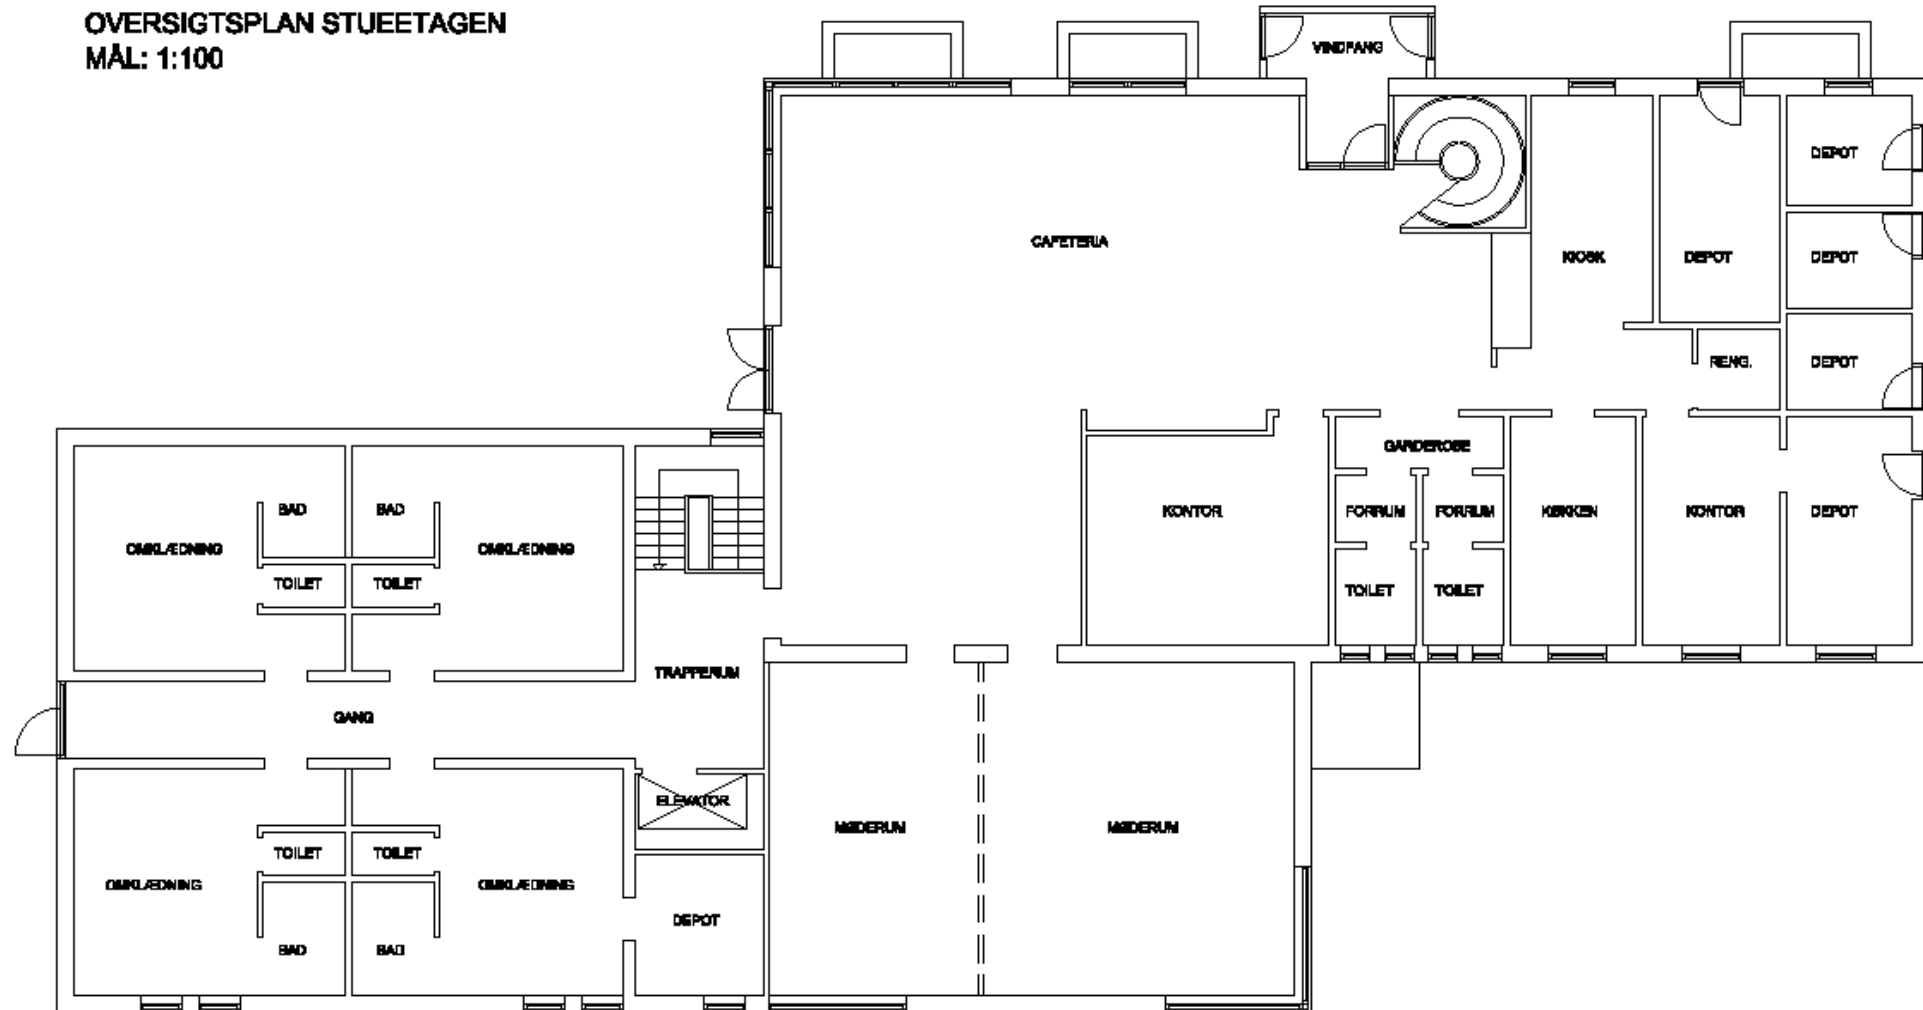 OVERSIGTSPLAN STUEETAGEN
MÅL: 1:100
VINDFANG
CAFETERIA
KIOSK
DEPOT
DEPOT
DEPOT
DEPOT
RENG.
GARDEROBE
KONTOR
FORRUM
FORRUM
KØKKEN
KONTOR
DEPOT
TOILET
TOILET
BAD
BAD
OMKLÆDNING
OMKLÆDNING
TOILET
TOILET
TRAPPERUM
GANG
ELEVATOR
MØDERUM
MØDERUM
TOILET
TOILET
OMKLÆDNING
OMKLÆDNING
DEPOT
BAD
BAD